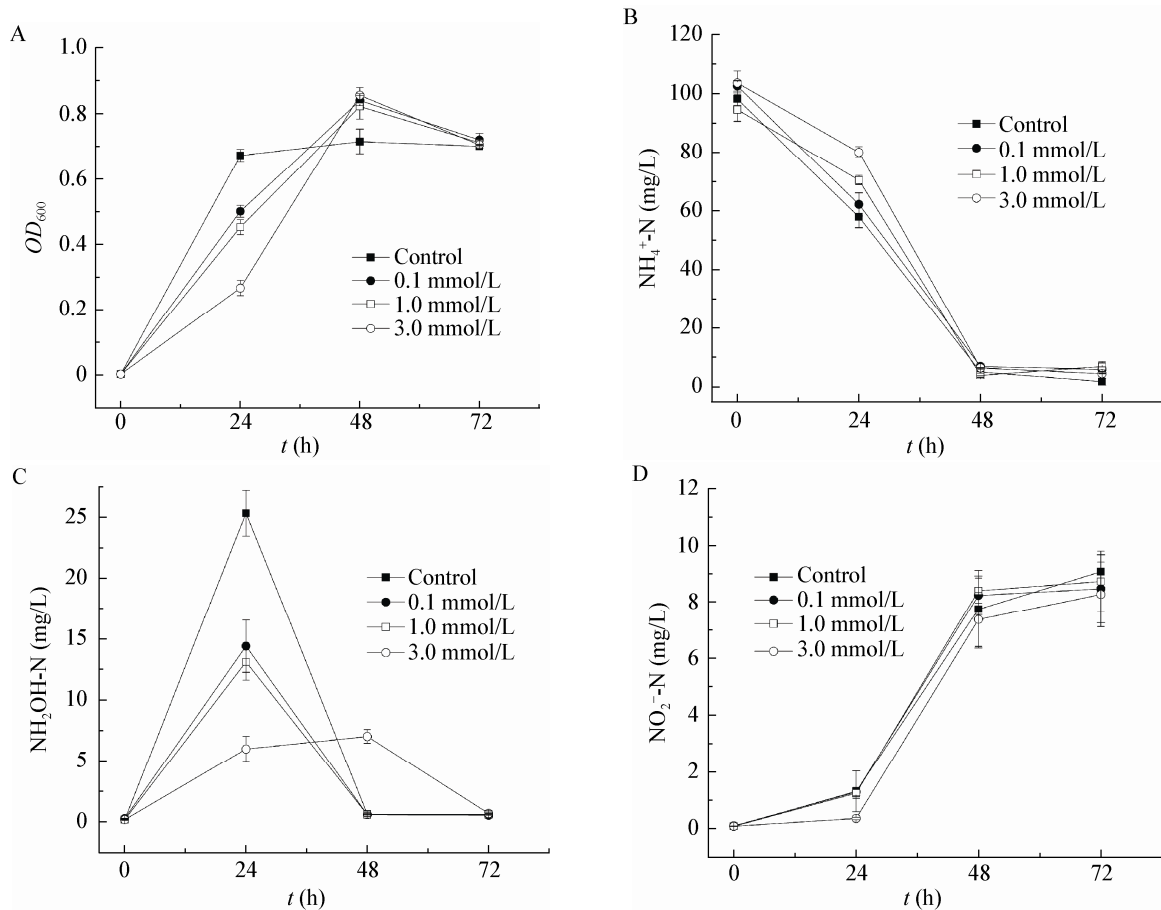 A
1.0
0.8
0.6
0.4
0.2
0
OD600
Control
0.1 mmol/L
1.0 mmol/L
3.0 mmol/L
0 24 48 72
t (h)
B
120
100
80
60
40
20
0
NH4+-N (mg/L)
Control
0.1 mmol/L
1.0 mmol/L
3.0 mmol/L
0 24 48 72
t (h)
C
25
20
15
10
5
0
NH2OH-N (mg/L)
Control
0.1 mmol/L
1.0 mmol/L
3.0 mmol/L
0 24 48 72
t (h)
D
12
10
8
6
4
2
0
NO2−-N (mg/L)
Control
0.1 mmol/L
1.0 mmol/L
3.0 mmol/L
0 24 48 72
t (h)